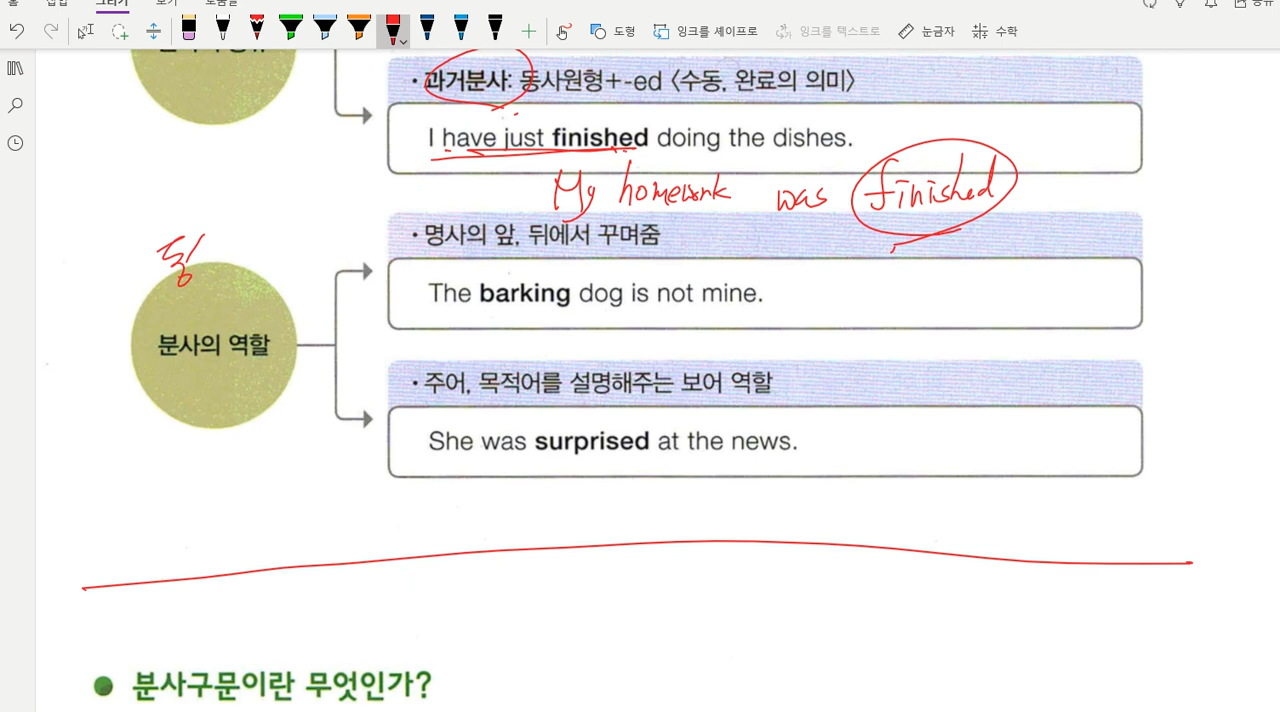 도형
잉크를 셰이프로
잉크를 텍스트로
눈금자
수학
· 과거분사: 동사원형+-ed 〈수동, 완료의 의미〉
I have just finished doing the dishes.
My homework was finished
· 명사의 앞, 뒤에서 꾸며줌
The barking dog is not mine.
분사의 역할
· 주어, 목적어를 설명해주는 보어 역할
She was surprised at the news.
● 분사구문이란 무엇인가?